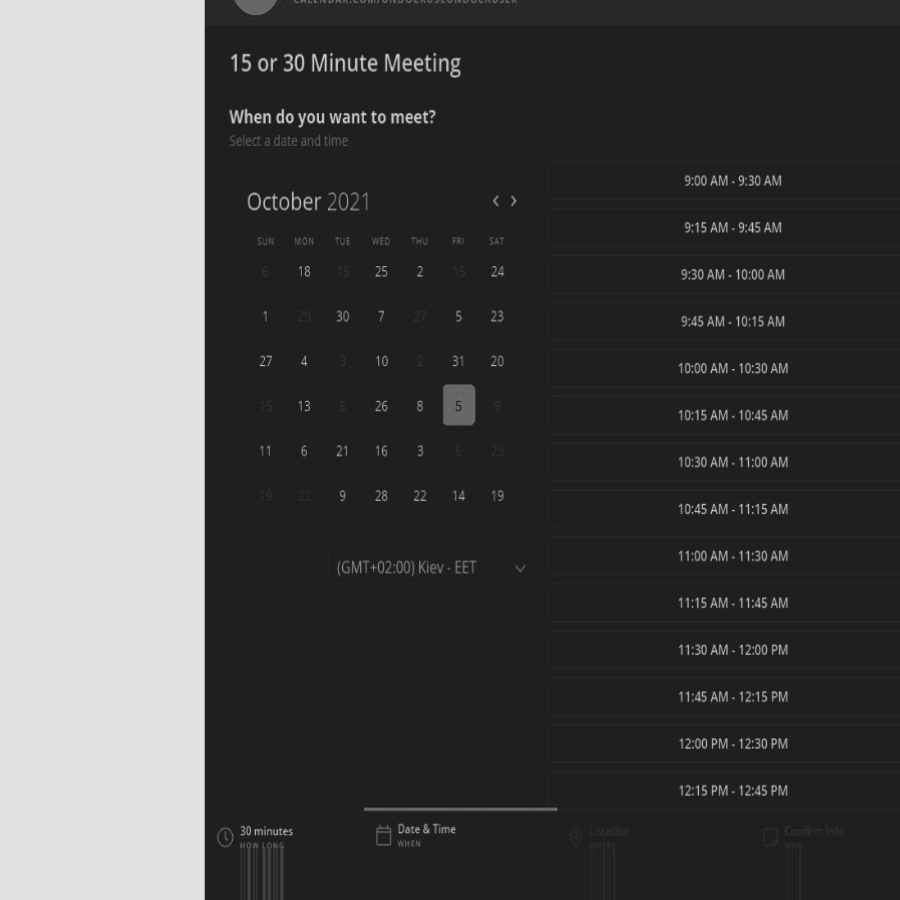 15 or 30 Minute Meeting
When do you want to meet?
Select a date and time
October 2021
SUN MON TUE WED THU FRI SAT
6 18 15 25 2 15 24
1 29 30 7 27 5 23
27 4 3 10 2 31 20
15 13 5 26 8 5 9
11 6 21 16 3 6 23
19 22 9 28 22 14 19
(GMT+02:00) Kiev - EET
9:00 AM - 9:30 AM
9:15 AM - 9:45 AM
9:30 AM - 10:00 AM
9:45 AM - 10:15 AM
10:00 AM - 10:30 AM
10:15 AM - 10:45 AM
10:30 AM - 11:00 AM
10:45 AM - 11:15 AM
11:00 AM - 11:30 AM
11:15 AM - 11:45 AM
11:30 AM - 12:00 PM
11:45 AM - 12:15 PM
12:00 PM - 12:30 PM
12:15 PM - 12:45 PM
30 minutes
HOW LONG
Date & Time
WHEN
Location
WHERE
Confirm Info
WHO